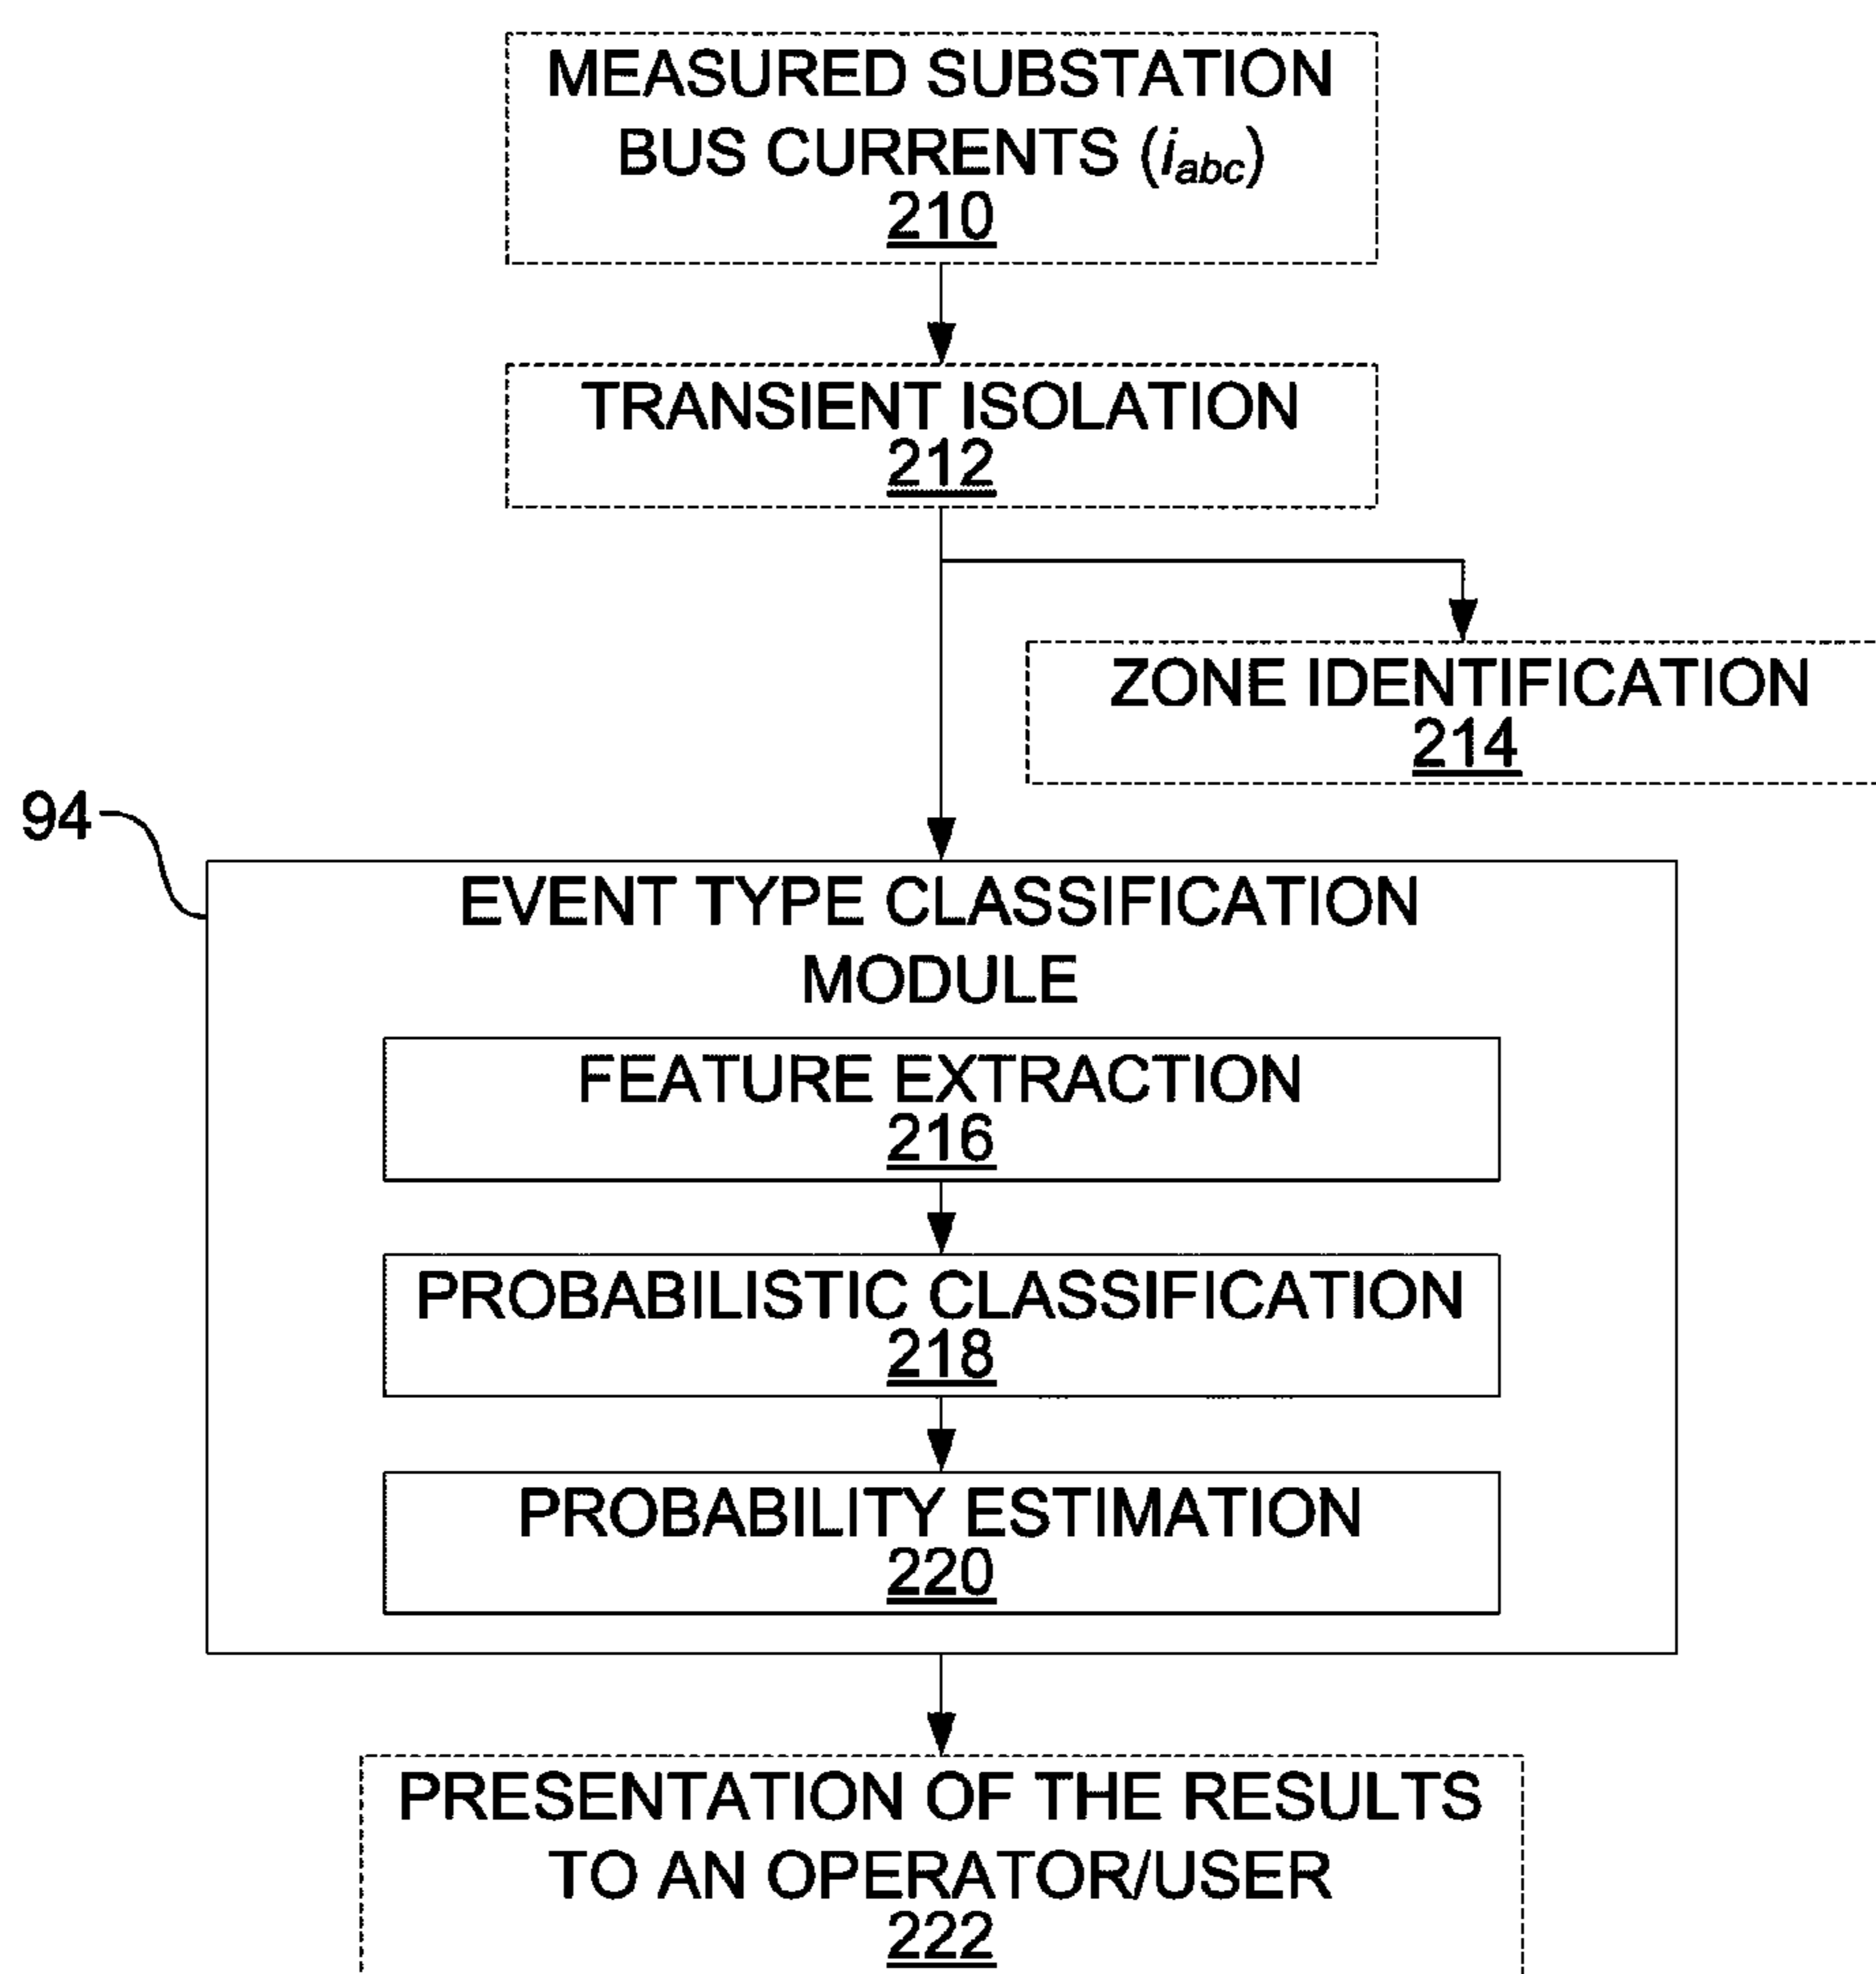 MEASURED SUBSTATION
BUS CURRENTS (iabc)
210
TRANSIENT ISOLATION
212
ZONE IDENTIFICATION
214
94
EVENT TYPE CLASSIFICATION
MODULE
FEATURE EXTRACTION
216
PROBABILISTIC CLASSIFICATION
218
PROBABILITY ESTIMATION
220
PRESENTATION OF THE RESULTS
TO AN OPERATOR/USER
222